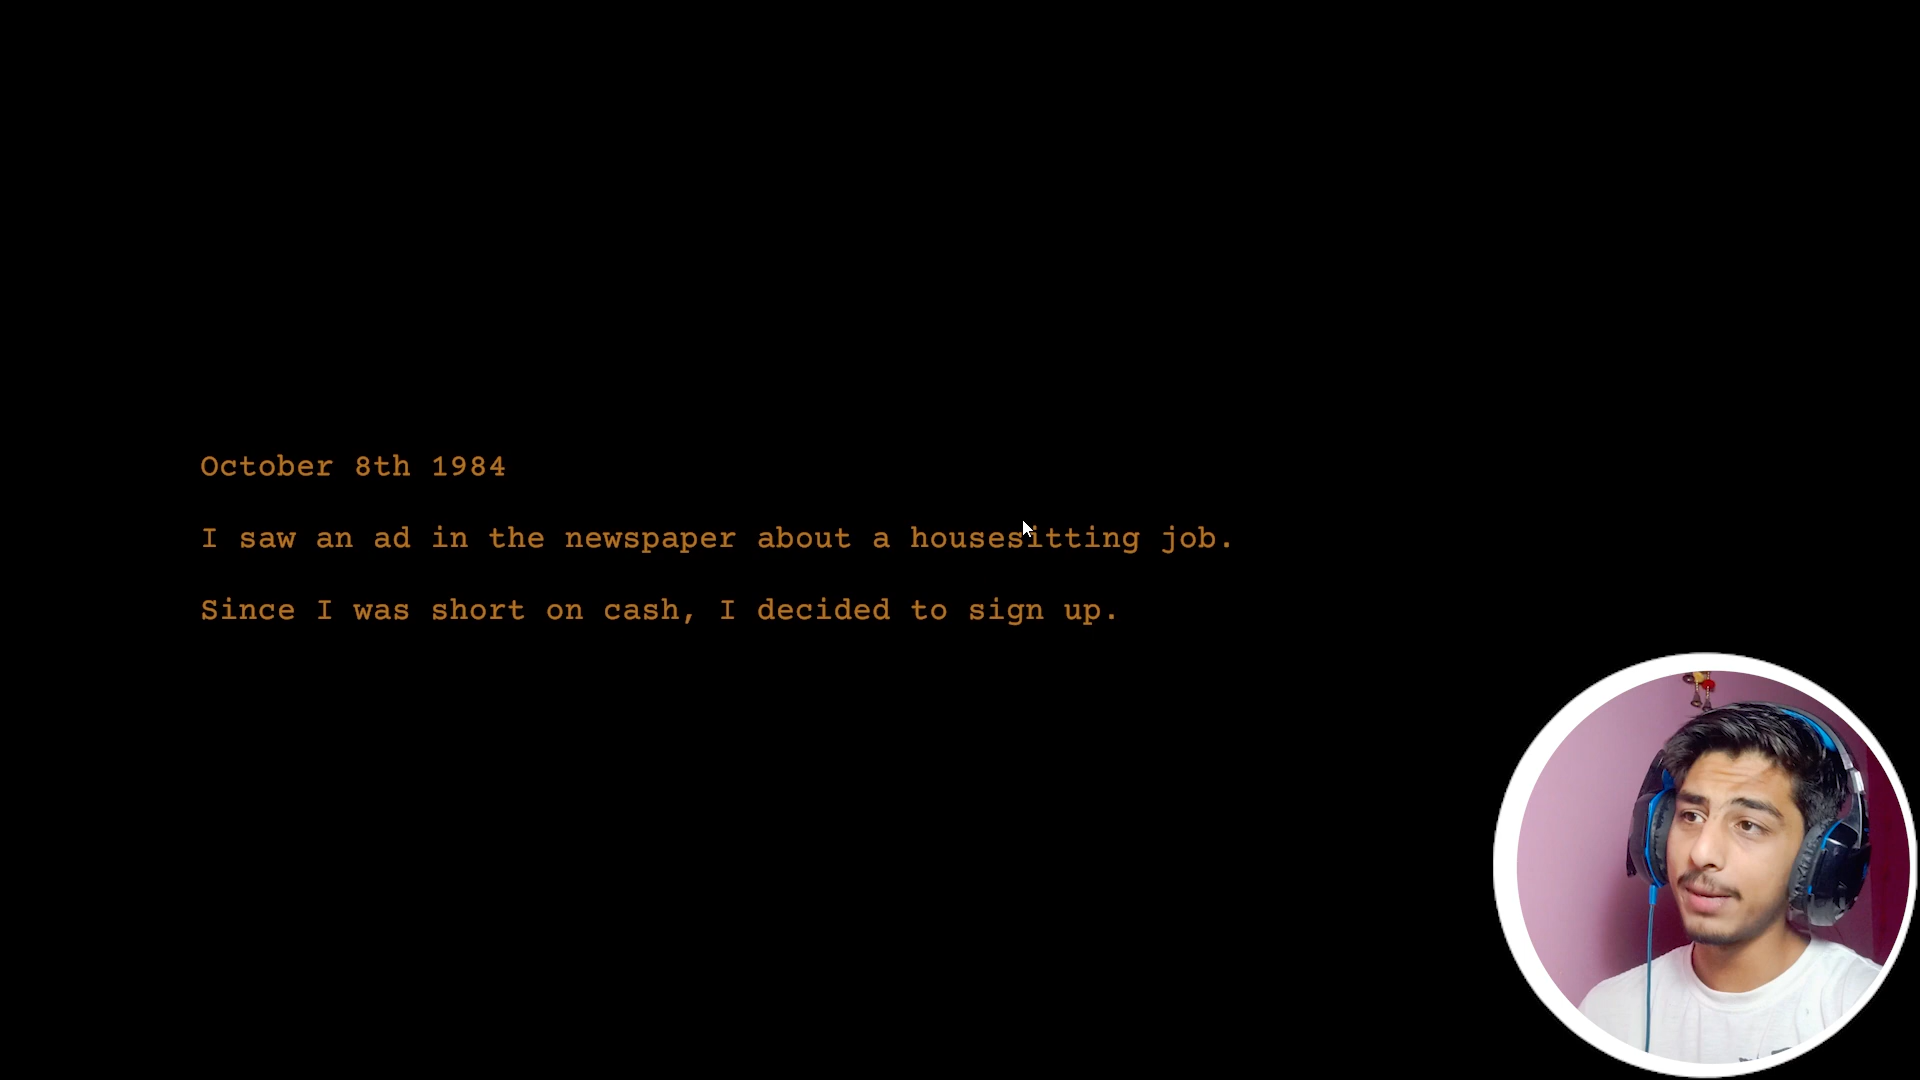 October 8th 1984
I saw an ad in the newspaper about a housesitting job.
Since I was short on cash, I decided to sign up.